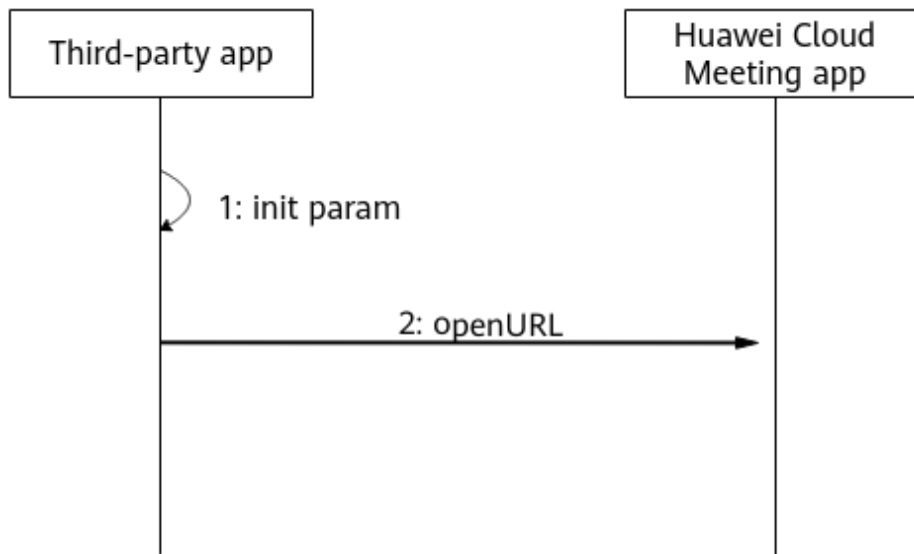 Third-party app
Huawei Cloud
Meeting app
1: init param
2: openURL